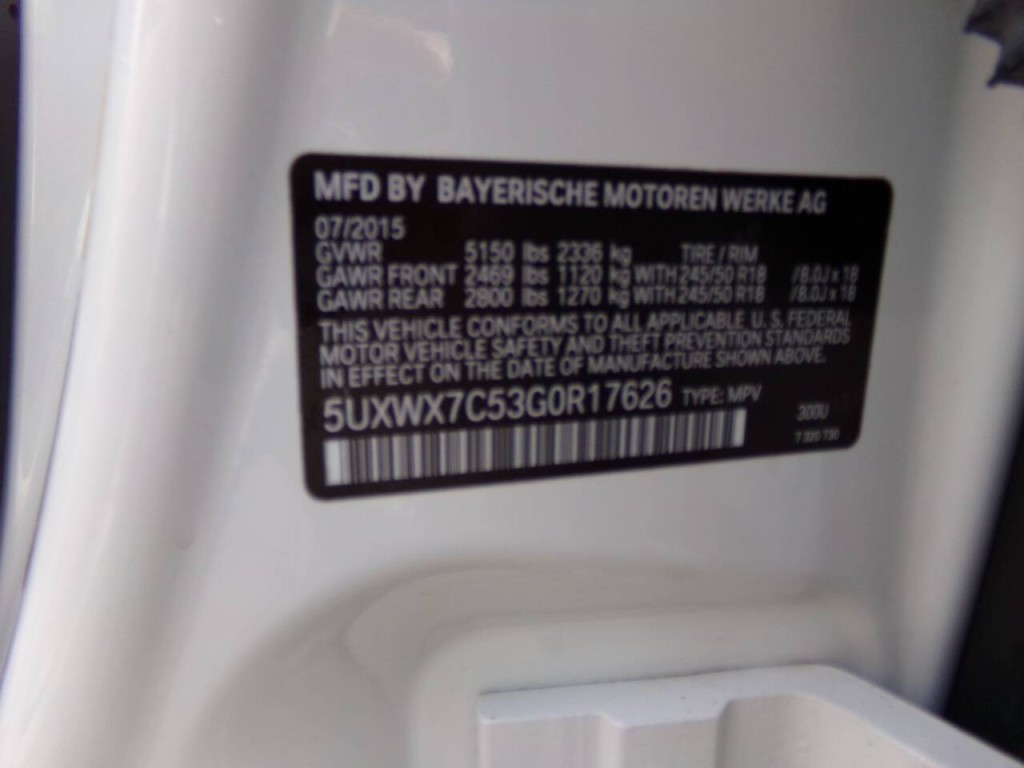 MFD BY BAYERISCHE MOTOREN WERKE AG
07/2015
GVWR 5150 lbs 2336 kg TIRE / RIM
GAWR FRONT 2469 lbs 1120 kg WITH 245/50 R18 /8.0J x 18
GAWR REAR 2800 lbs 1270 kg WITH 245/50 R18 /8.0J x 18
THIS VEHICLE CONFORMS TO ALL APPLICABLE U.S. FEDERAL
MOTOR VEHICLE SAFETY AND THEFT PREVENTION STANDARDS
IN EFFECT ON THE DATE OF MANUFACTURE SHOWN ABOVE.
5UXWX7C53G0R17626 TYPE: MPV
300U
7 320 730